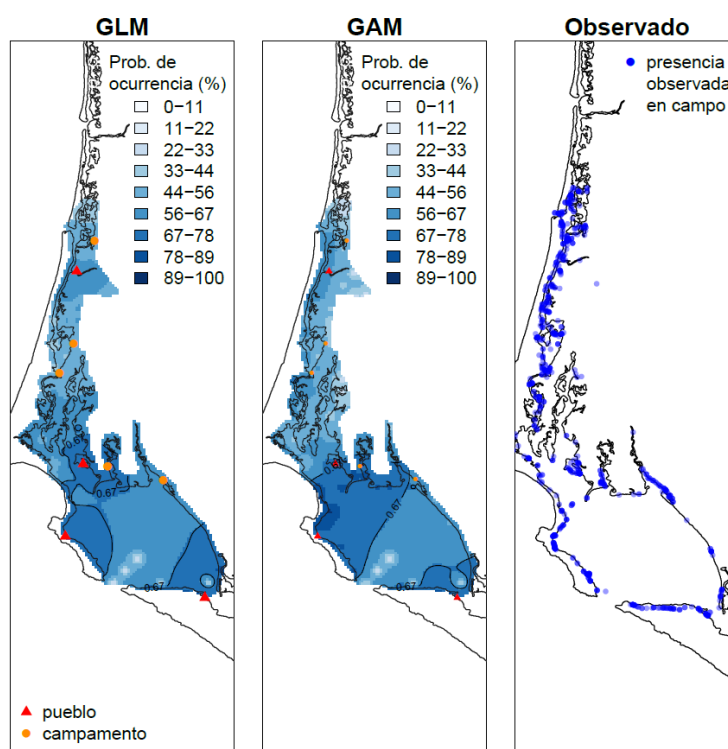 GLM
Prob. de
ocurrencia (%)
0−11
11−22
22−33
33−44
44−56
56−67
67−78
78−89
89−100
0.67
0.67
0.67
pueblo
campamento
GAM
Prob. de
ocurrencia (%)
0−11
11−22
22−33
33−44
44−56
56−67
67−78
78−89
89−100
0.67
0.67
Observado
presencia
observada
en campo